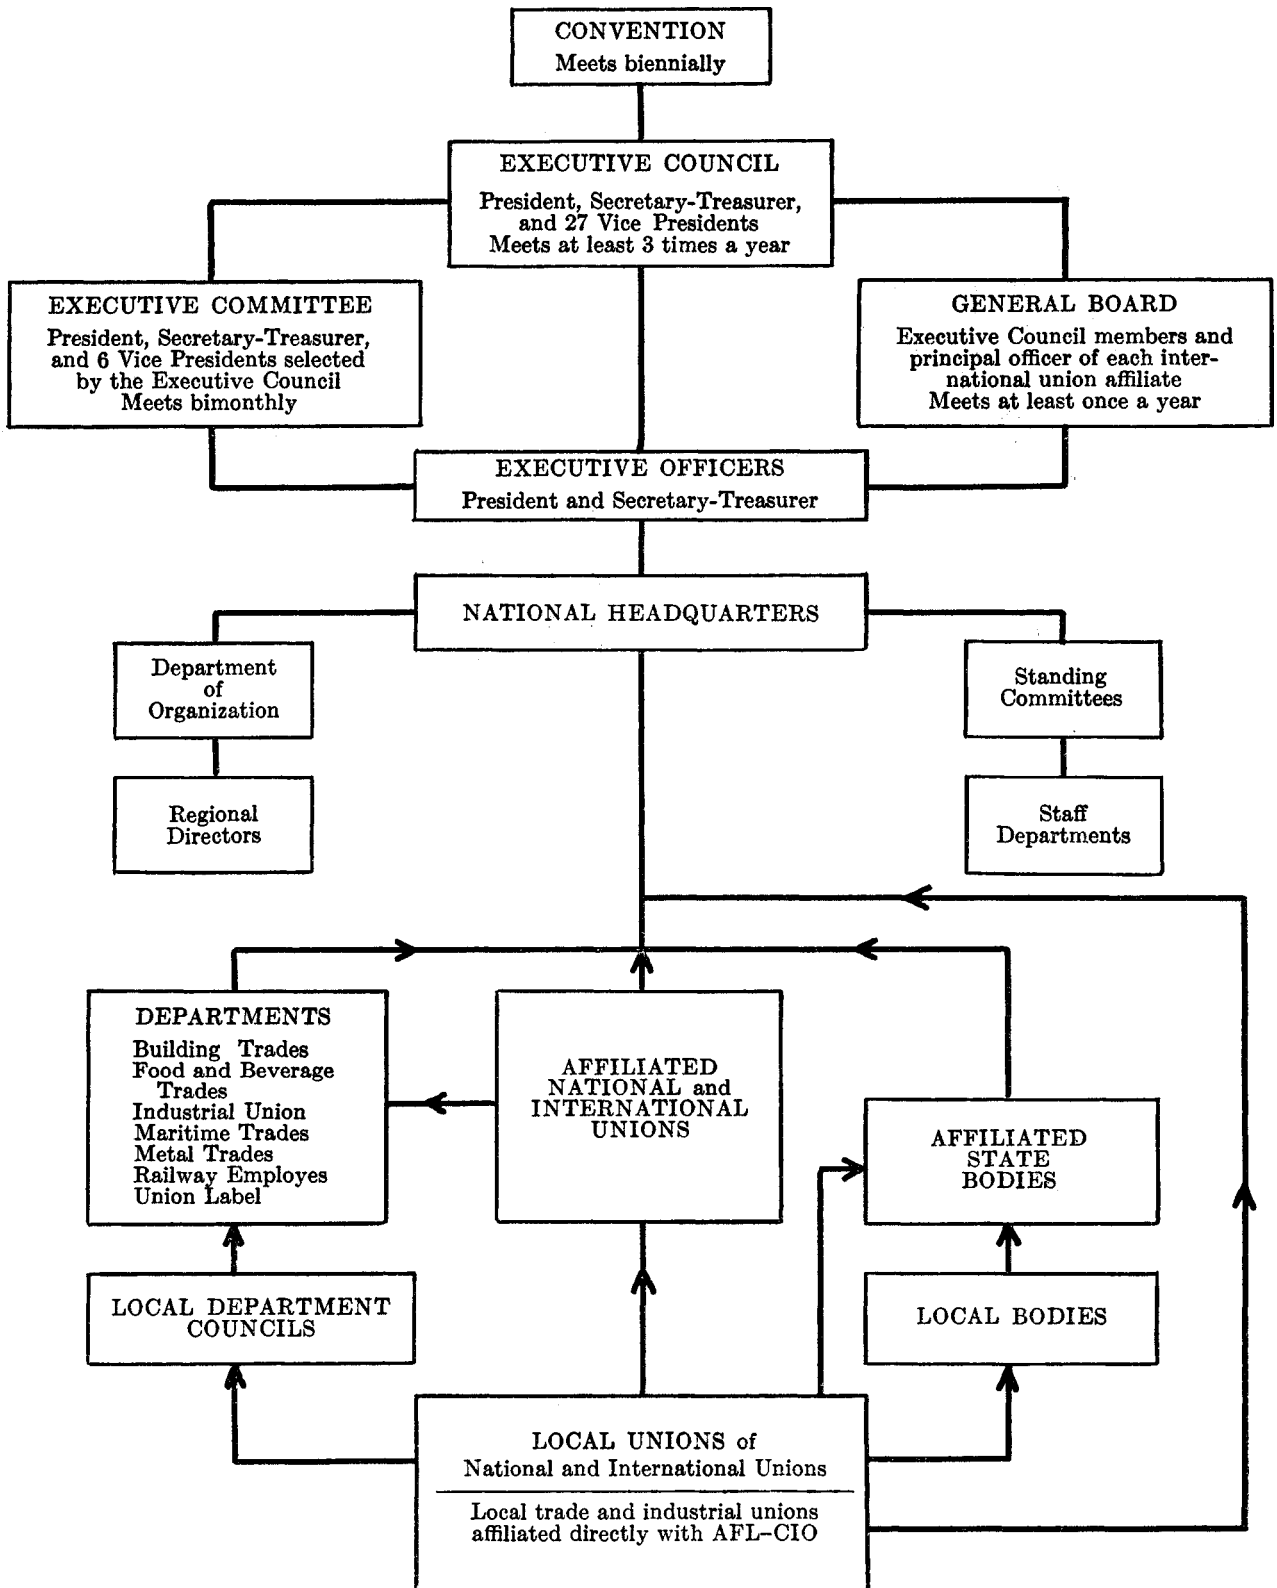 CONVENTION
Meets biennially
EXECUTIVE COUNCIL
President, Secretary-Treasurer,
and 27 Vice Presidents
Meets at least 3 times a year
EXECUTIVE COMMITTEE
President, Secretary-Treasurer,
and 6 Vice Presidents selected
by the Executive Council
Meets bimonthly
GENERAL BOARD
Executive Council members and
principal officer of each inter-
national union affiliate
Meets at least once a year
EXECUTIVE OFFICERS
President and Secretary-Treasurer
NATIONAL HEADQUARTERS
Department
of
Organization
Standing
Committees
Regional
Directors
Staff
Departments
DEPARTMENTS
Building Trades
Food and Beverage
Trades
Industrial Union
Maritime Trades
Metal Trades
Railway Employes
Union Label
AFFILIATED
NATIONAL and
INTERNATIONAL
UNIONS
AFFILIATED
STATE
BODIES
LOCAL DEPARTMENT
COUNCILS
LOCAL BODIES
LOCAL UNIONS of
National and International Unions
Local trade and industrial unions
affiliated directly with AFL–CIO